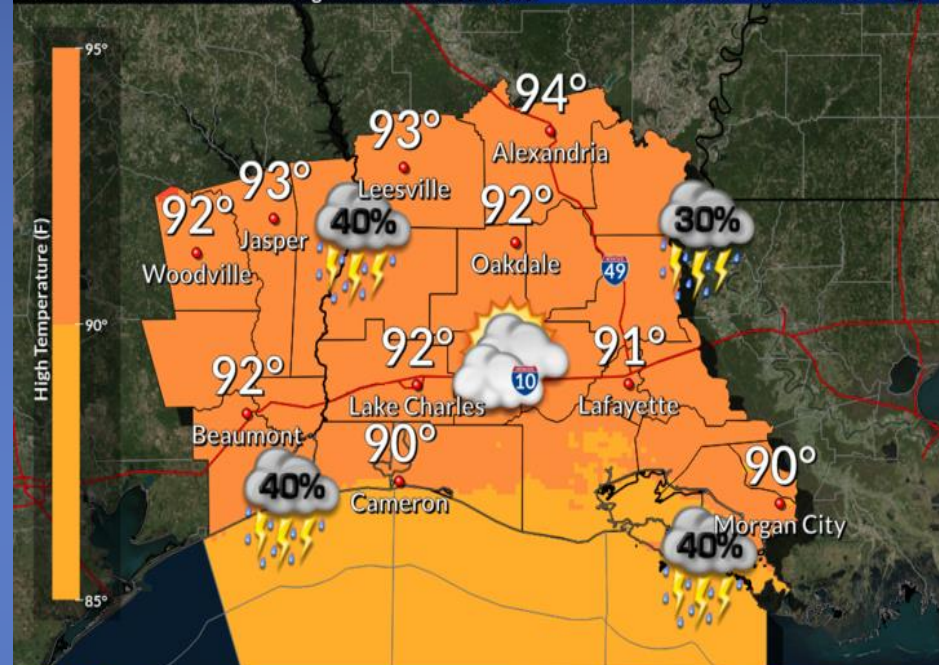 95°
94°
93°
Alexandria
93°
Leesville
92°
92°
40%
30%
Jasper
Oakdale
Woodville
49
High Temperature (F)
90°
92°
91°
92°
10
Lake Charles
Lafayette
Beaumont
90°
90°
40%
Cameron
Morgan City
40%
85°